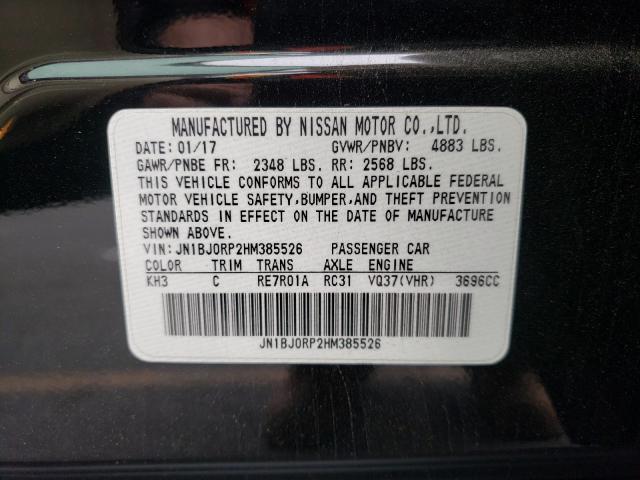 MANUFACTURED BY NISSAN MOTOR CO.,LTD.
DATE: 01/17 GVWR/PNBV: 4883 LBS.
GAWR/PNBE FR: 2348 LBS. RR: 2568 LBS.
THIS VEHICLE CONFORMS TO ALL APPLICABLE FEDERAL
MOTOR VEHICLE SAFETY,BUMPER,AND THEFT PREVENTION
STANDARDS IN EFFECT ON THE DATE OF MANUFACTURE
SHOWN ABOVE.
VIN:JN1BJ0RP2HM385526 PASSENGER CAR
COLOR TRIM TRANS AXLE ENGINE
KH3 C RE7R01A RC31 VQ37(VHR) 3696CC
JN1BJ0RP2HM385526